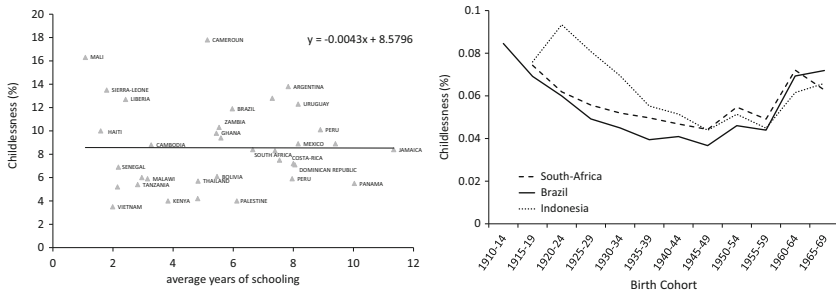 Childlessness (%)
20
18
16
14
12
10
8
6
4
2
0
0 2 4 6 8 10 12
average years of schooling
y = -0.0043x + 8.5796
CAMEROUN
MALI
SIERRA-LEONE
LIBERIA
ARGENTINA
URUGUAY
BRAZIL
ZAMBIA
GHANA
HAITI
PERU
CAMBODIA
MEXICO
JAMAICA
SOUTH AFRICA
COSTA-RICA
DOMINICAN REPUBLIC
SENEGAL
MALAWI
TANZANIA
THAILAND
BOLIVIA
PERU
PANAMA
VIETNAM
KENYA
PALESTINE
Childlessness (%)
0.1
0.08
0.06
0.04
0.02
0
South-Africa
Brazil
Indonesia
1910-14
1915-19
1920-24
1925-29
1930-34
1935-39
1940-44
1945-49
1950-54
1955-59
1960-64
1965-69
Birth Cohort